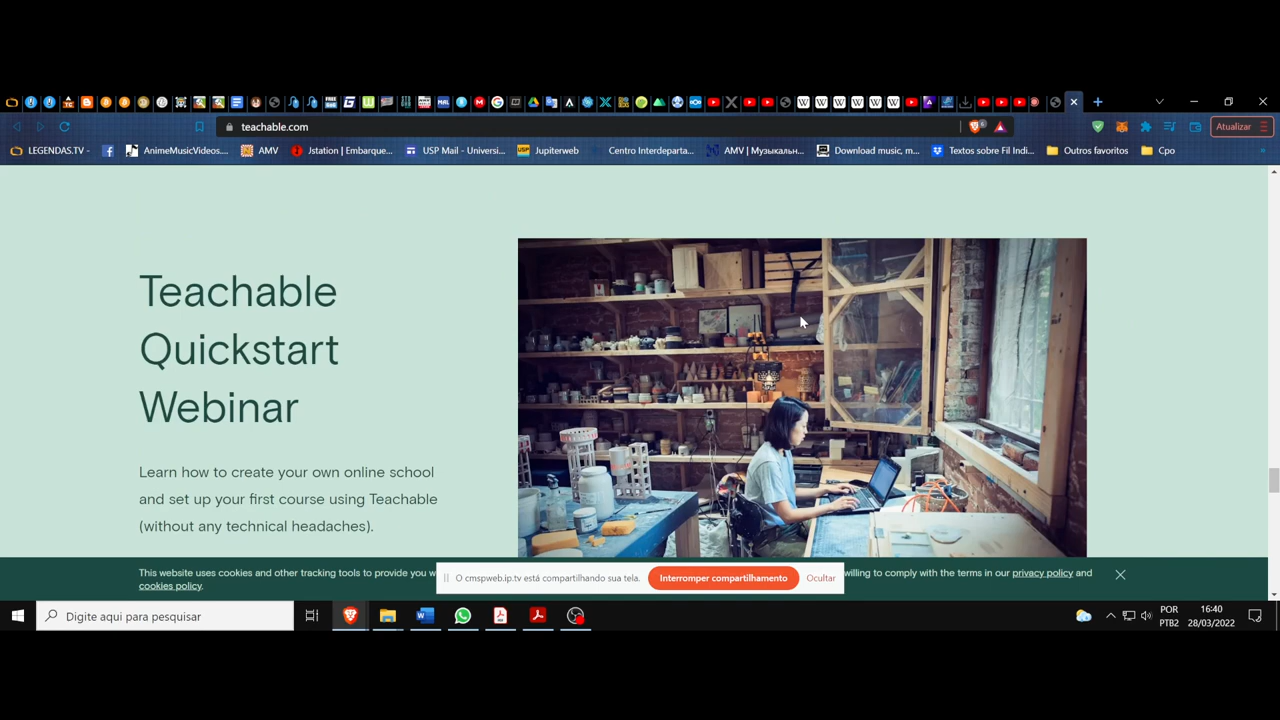 teachable.com
Atualizar
LEGENDAS.TV -
AnimeMusicVideos...
AMV
Jstation | Embarque...
USP Mail - Universi...
Jupiterweb
Centro Interdeparta...
AMV | Музыкальн...
Download music, m...
Textos sobre Fil Indi...
Outros favoritos
Cpo
Teachable
Quickstart
Webinar
Learn how to create your own online school
and set up your first course using Teachable
(without any technical headaches).
This website uses cookies and other tracking tools to provide you w
willing to comply with the terms in our privacy policy and
cookies policy.
O cmspweb.ip.tv está compartilhando sua tela.
Interromper compartilhamento
Ocultar
Digite aqui para pesquisar
POR
PTB2
16:40
28/03/2022